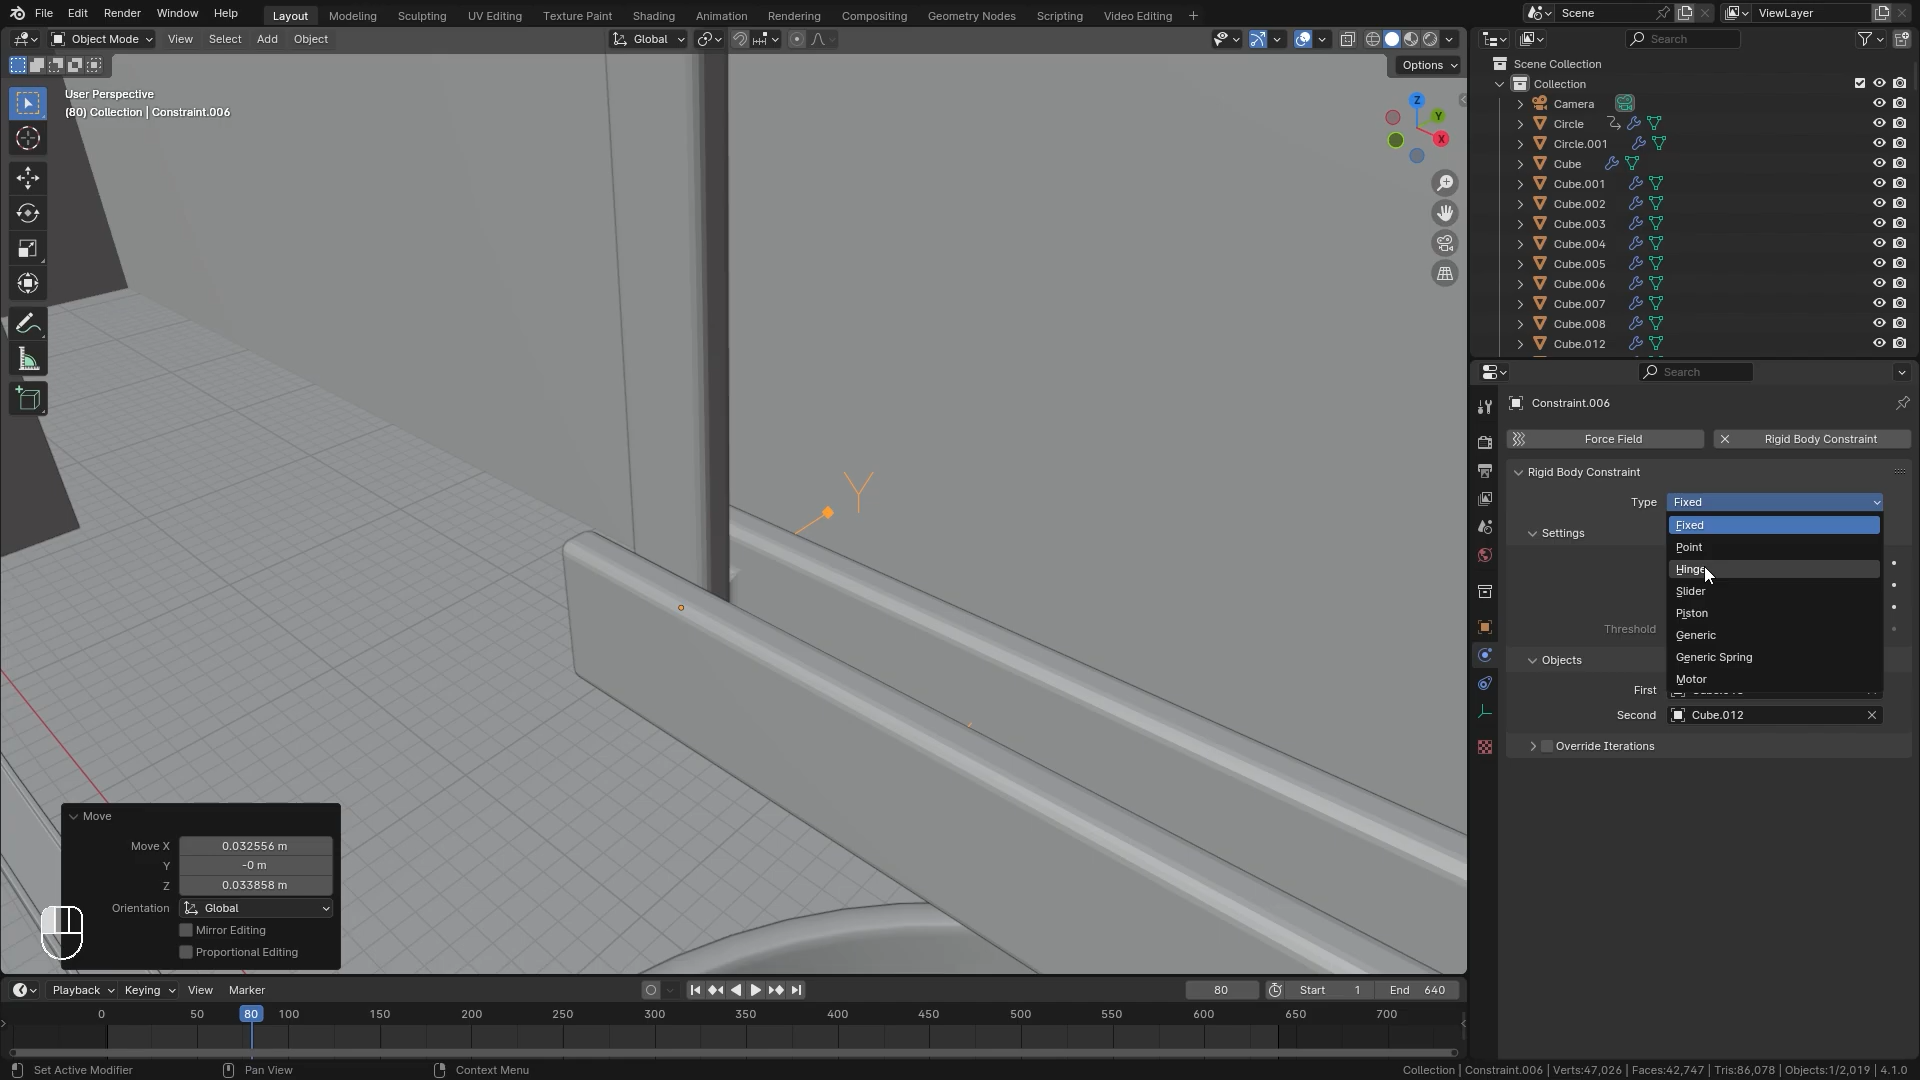 File Edit Render Window Help Layout Modeling Sculpting UV Editing Texture Paint Shading Animation Rendering Compositing Geometry Nodes Scripting Video Editing + Scene ViewLayer
Object Mode View Select Add Object Global Search
Options
User Perspective
(80) Collection | Constraint.006
Z
Y
X
Y
Scene Collection
Collection
Camera
Circle
Circle.001
Cube
Cube.001
Cube.002
Cube.003
Cube.004
Cube.005
Cube.006
Cube.007
Cube.008
Cube.012
Search
Constraint.006
Force Field Rigid Body Constraint
Rigid Body Constraint
Type Fixed
Settings
Fixed
Point
Hinge
Slider
Piston
Generic
Generic Spring
Motor
Threshold
Objects
First
Second Cube.012
Override Iterations
Move
Move X 0.032556 m
Y -0 m
Z 0.033858 m
Orientation Global
Mirror Editing
Proportional Editing
Playback Keying View Marker 80 Start 1 End 640
0 50 80 100 150 200 250 300 350 400 450 500 550 600 650 700
Set Active Modifier Pan View Context Menu Collection | Constraint.006 | Verts:47,026 | Faces:42,747 | Tris:86,078 | Objects:1/2,019 | 4.1.0